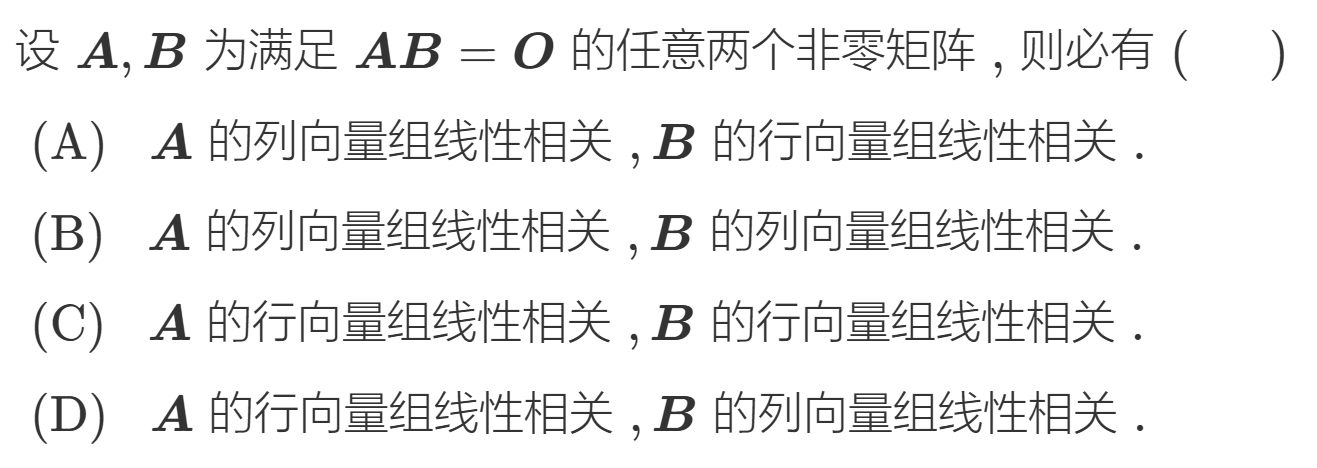 设 A,B 为满足 AB = O 的任意两个非零矩阵 , 则必有 (   )
(A) A 的列向量组线性相关 , B 的行向量组线性相关 .
(B) A 的列向量组线性相关 , B 的列向量组线性相关 .
(C) A 的行向量组线性相关 , B 的行向量组线性相关 .
(D) A 的行向量组线性相关 , B 的列向量组线性相关 .